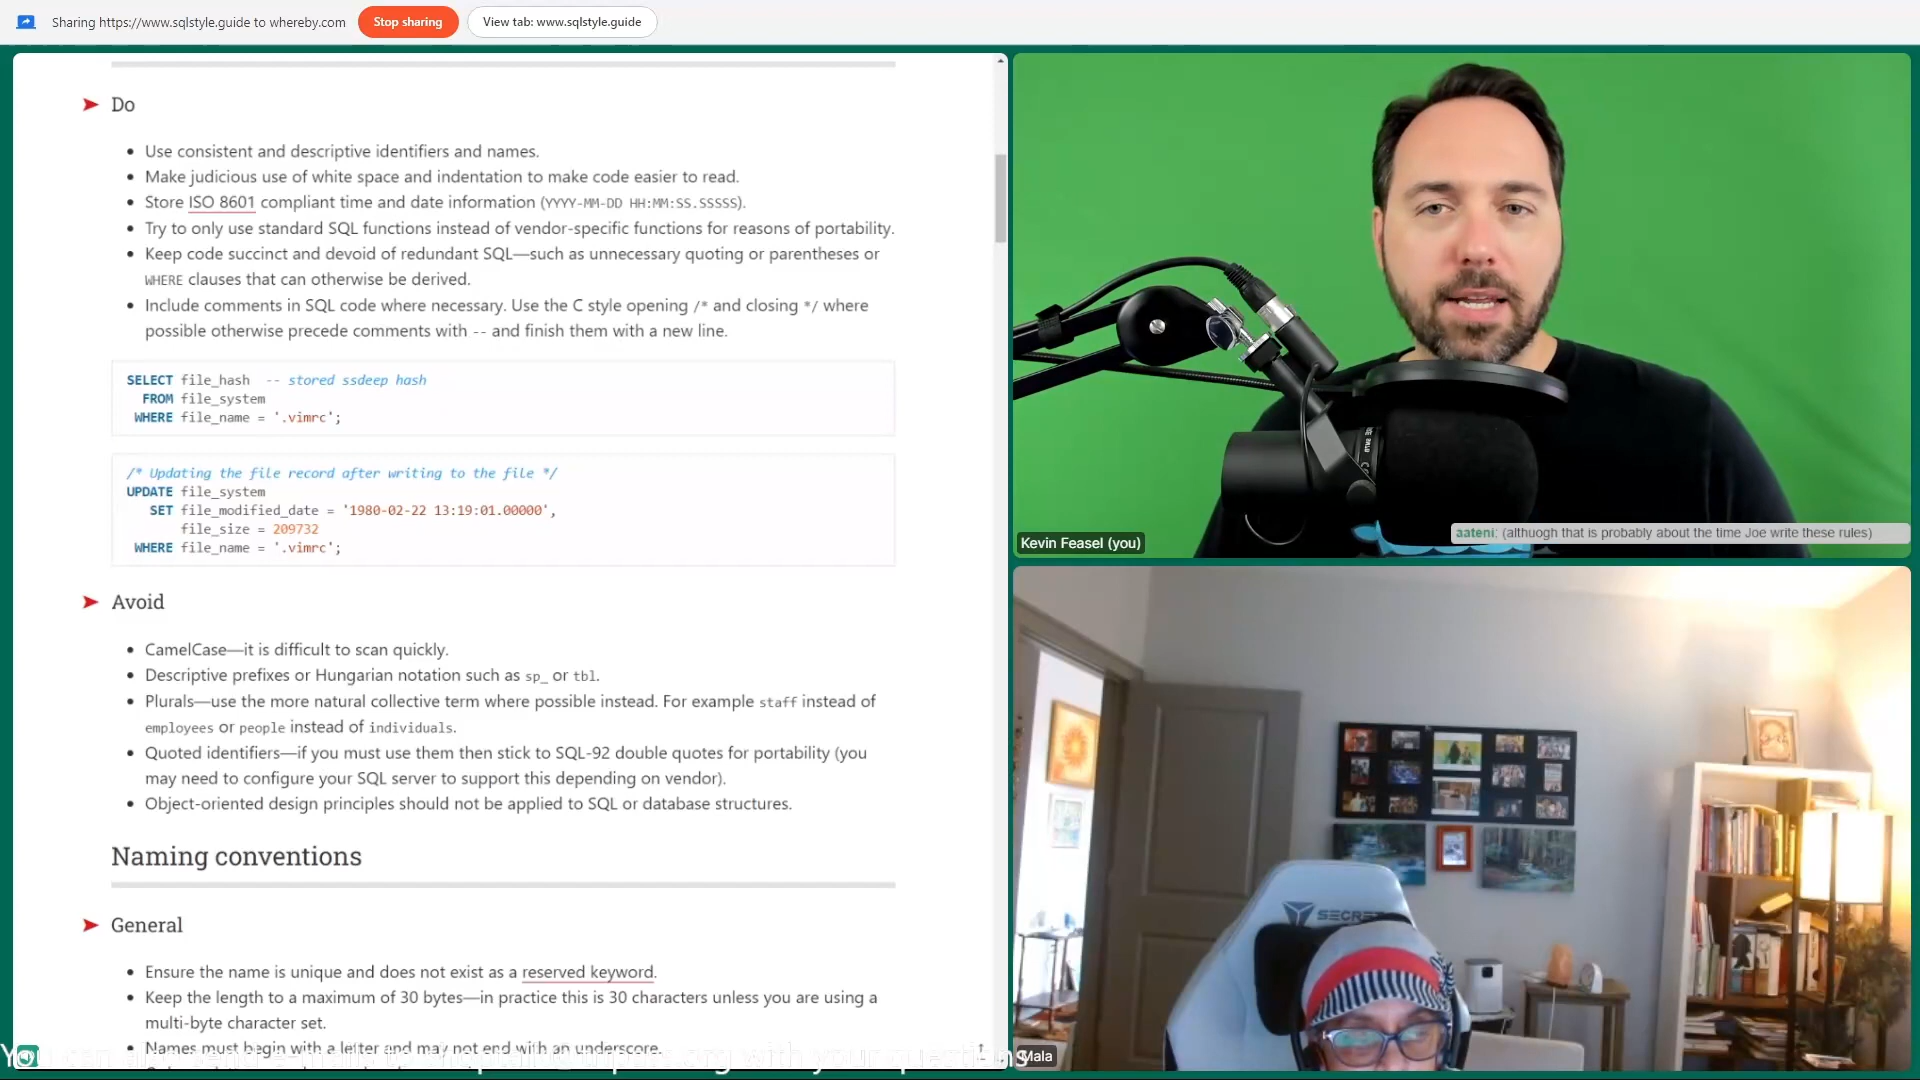 Sharing https://www.sqlstyle.guide to whereby.com
Stop sharing
View tab: www.sqlstyle.guide
Do
Use consistent and descriptive identifiers and names.
Make judicious use of white space and indentation to make code easier to read.
Store ISO 8601 compliant time and date information (YYYY-MM-DD HH:MM:SS.SSSSS).
Try to only use standard SQL functions instead of vendor-specific functions for reasons of portability.
Keep code succinct and devoid of redundant SQL—such as unnecessary quoting or parentheses or
WHERE clauses that can otherwise be derived.
Include comments in SQL code where necessary. Use the C style opening /* and closing */ where
possible otherwise precede comments with -- and finish them with a new line.
SELECT file_hash -- stored ssdeep hash
FROM file_system
WHERE file_name = '.vimrc';
/* Updating the file record after writing to the file */
UPDATE file_system
SET file_modified_date = '1980-02-22 13:19:01.00000',
file_size = 209732
WHERE file_name = '.vimrc';
Avoid
CamelCase—it is difficult to scan quickly.
Descriptive prefixes or Hungarian notation such as sp_ or tbl.
Plurals—use the more natural collective term where possible instead. For example staff instead of
employees or people instead of individuals.
Quoted identifiers—if you must use them then stick to SQL-92 double quotes for portability (you
may need to configure your SQL server to support this depending on vendor).
Object-oriented design principles should not be applied to SQL or database structures.
Naming conventions
General
Ensure the name is unique and does not exist as a reserved keyword.
Keep the length to a maximum of 30 bytes—in practice this is 30 characters unless you are using a
multi-byte character set.
Names must begin with a letter and may not end with an underscore.
You can with your questions
Kevin Feasel (you)
aateni: (althuogh that is probably about the time Joe write these rules)
Mala